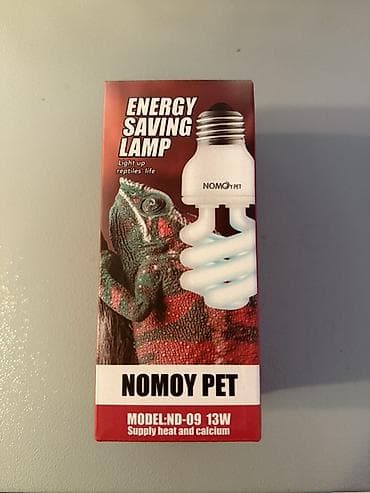 ENERGY
SAVING
LAMP
Light up
reptiles' life
NOMOY PET
NOMOY PET
MODEL:ND-09 13W
Supply heat and calcium